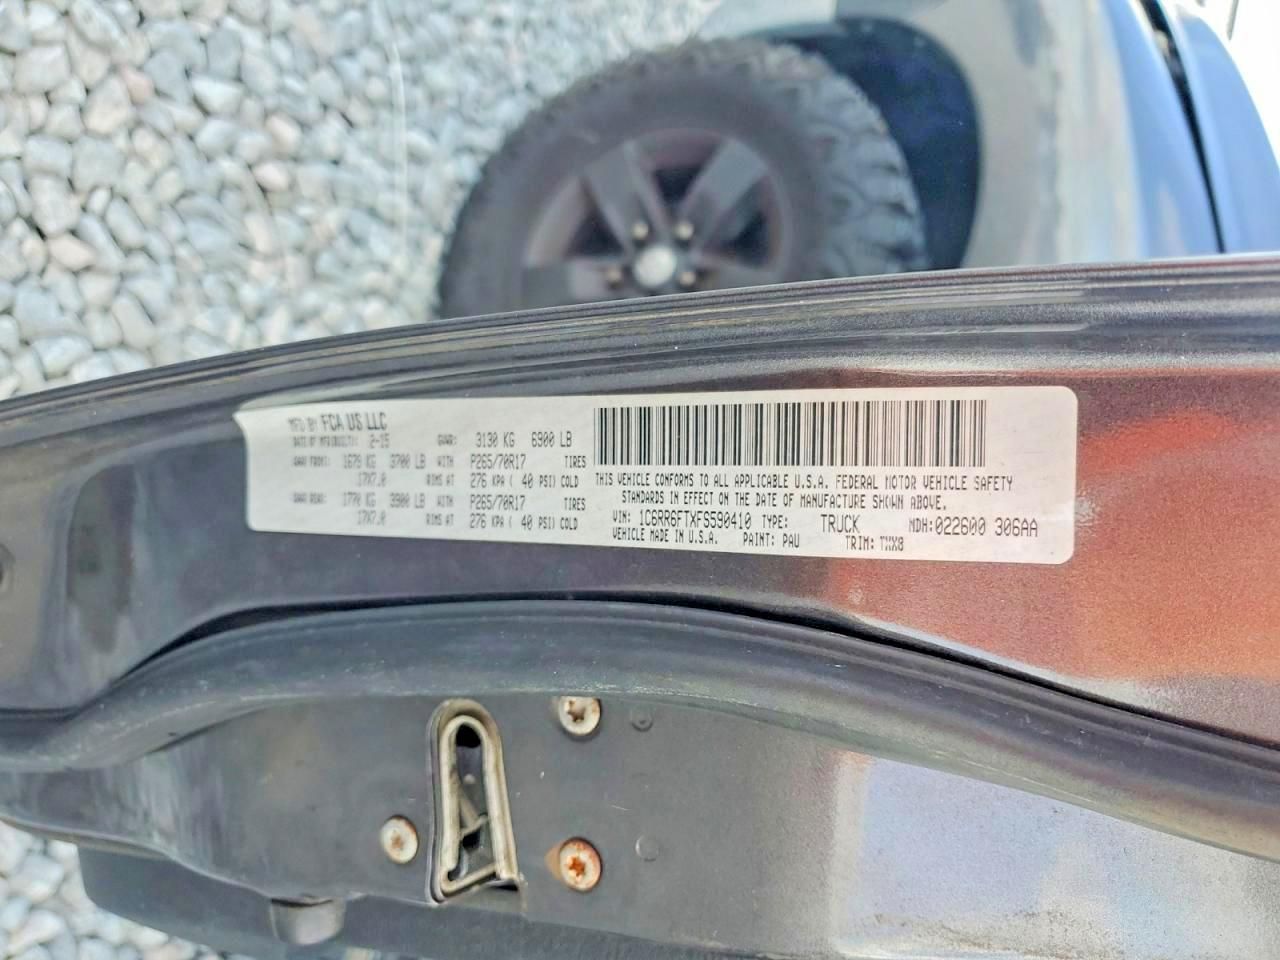 MFD BY FCA US LLC
DATE OF MFR(BUILT): 2-15 GVWR: 3130 KG 6900 LB
GAWR FRONT: 1679 KG 3700 LB WITH P265/70R17 TIRES
17X7.0 RIMS AT 276 KPA ( 40 PSI) COLD
GAWR REAR: 1770 KG 3900 LB WITH P265/70R17 TIRES
17X7.0 RIMS AT 276 KPA ( 40 PSI) COLD
THIS VEHICLE CONFORMS TO ALL APPLICABLE U.S.A. FEDERAL MOTOR VEHICLE SAFETY
STANDARDS IN EFFECT ON THE DATE OF MANUFACTURE SHOWN ABOVE.
VIN: 1C6RR6FTXFS590410 TYPE: TRUCK MDH:022600 306AA
VEHICLE MADE IN U.S.A. PAINT: PAU TRIM: TXX8